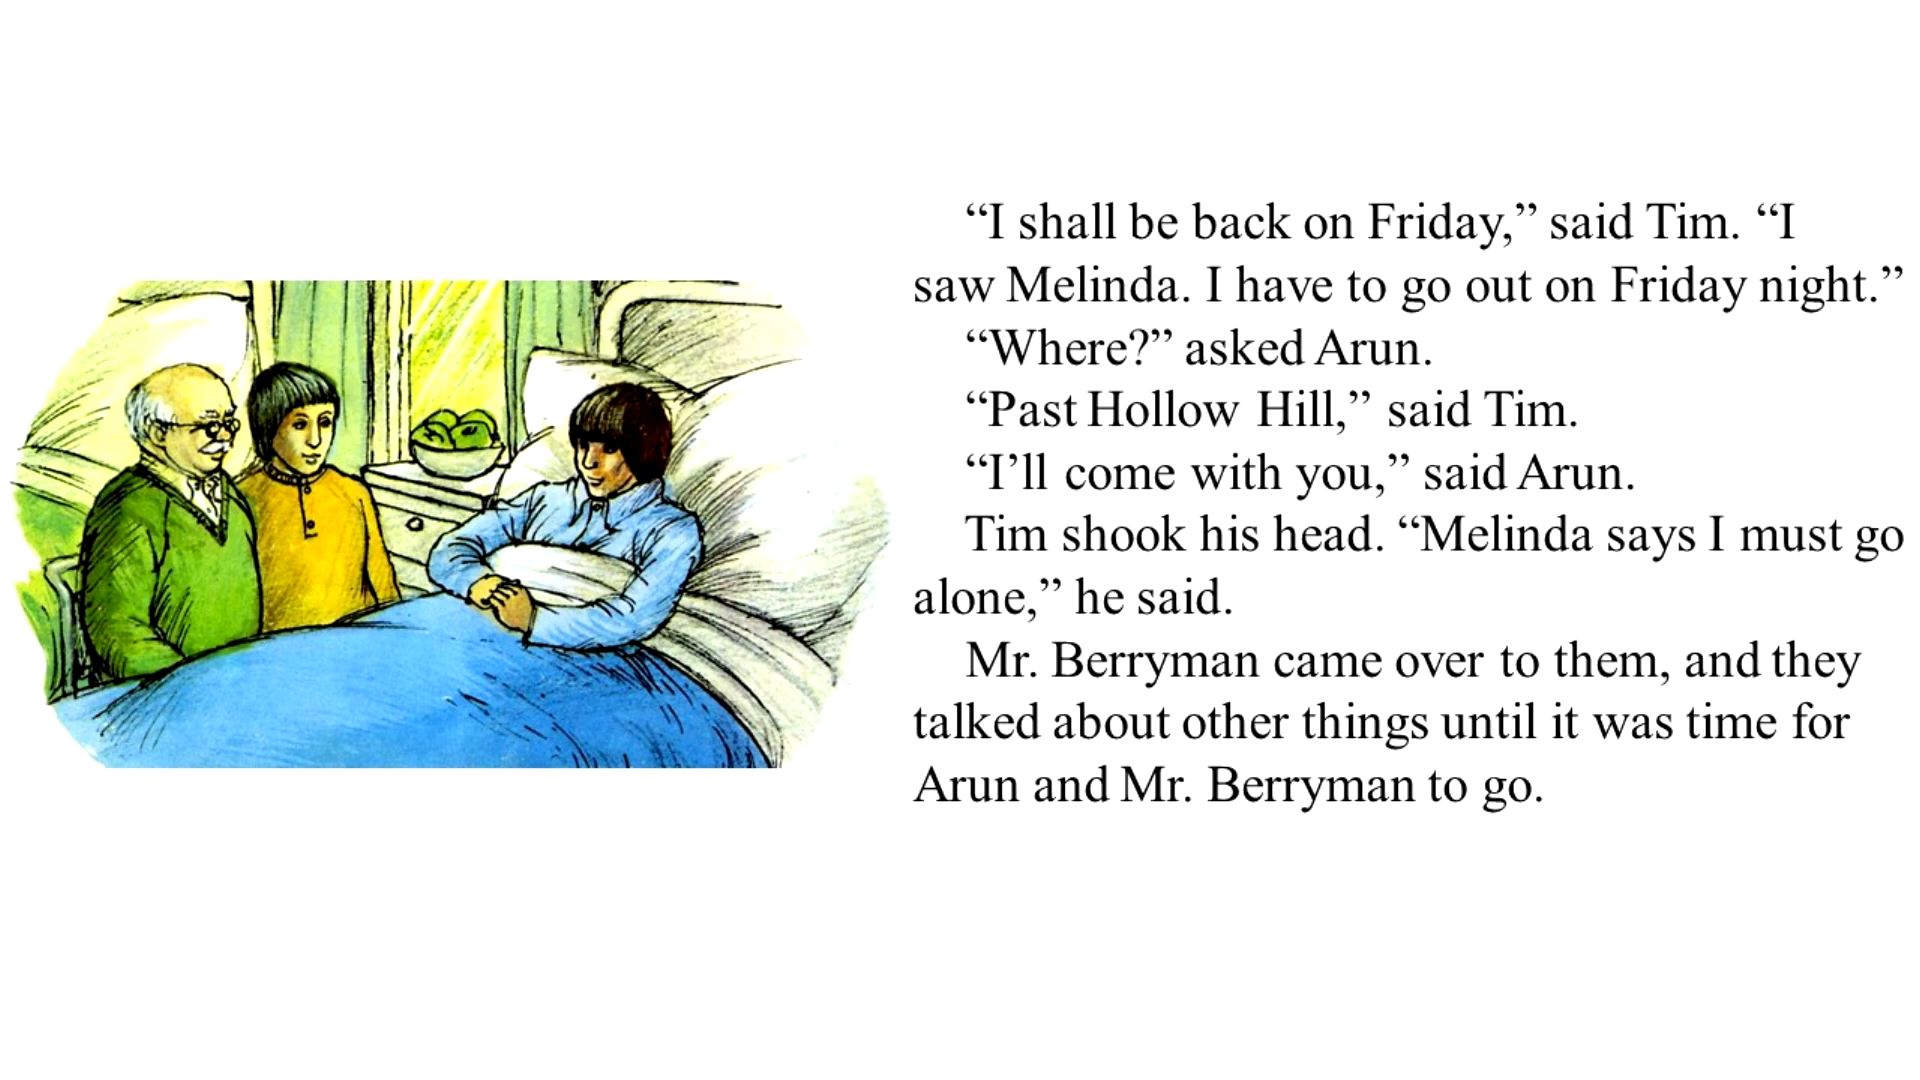 “I shall be back on Friday,” said Tim. “I
saw Melinda. I have to go out on Friday night.”
“Where?” asked Arun.
“Past Hollow Hill,” said Tim.
“I’ll come with you,” said Arun.
Tim shook his head. “Melinda says I must go
alone,” he said.
Mr. Berryman came over to them, and they
talked about other things until it was time for
Arun and Mr. Berryman to go.